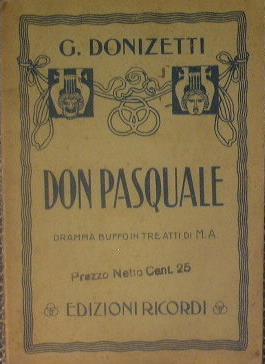 G. DONIZETTI
DON PASQUALE
DRAMMA BUFFO IN TRE ATTI DI M. A.
Prezzo Netto Cent. 25
EDIZIONI RICORDI